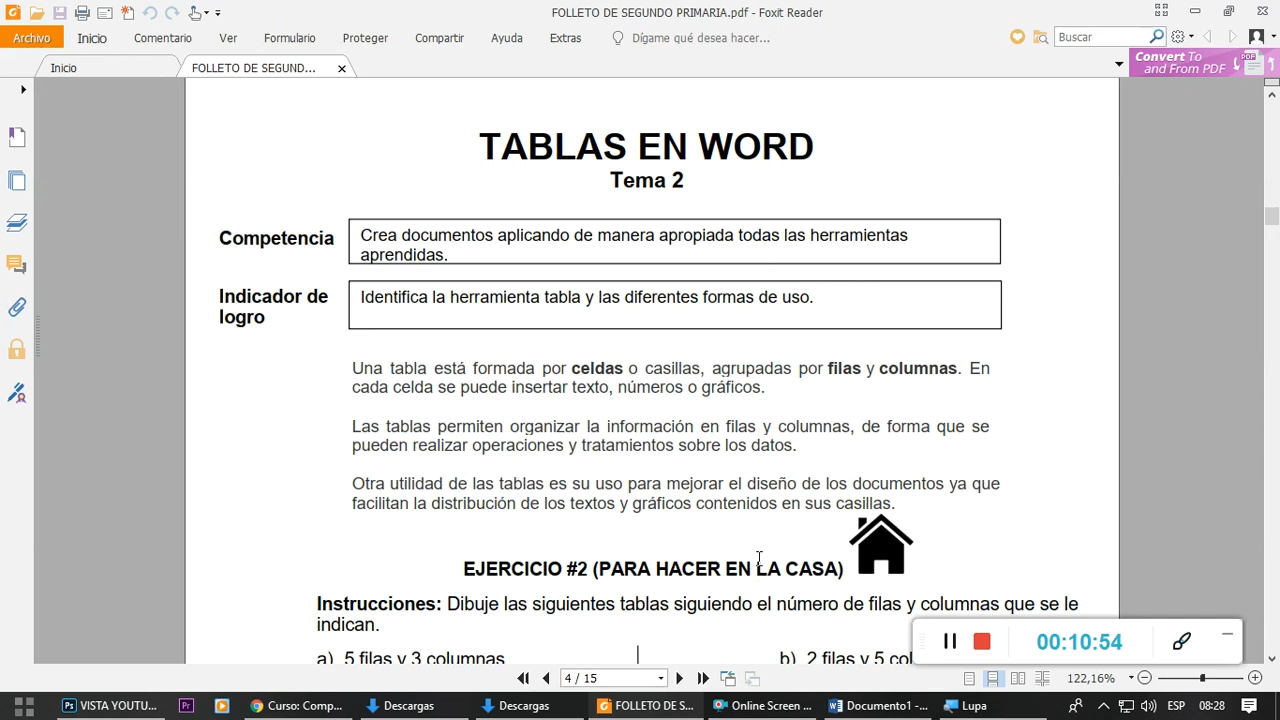 FOLLETO DE SEGUNDO PRIMARIA.pdf - Foxit Reader
Archivo Inicio Comentario Ver Formulario Proteger Compartir Ayuda Extras Dígame qué desea hacer... Buscar
Inicio FOLLETO DE SEGUND...
Convert To
and From PDF
PDF
TABLAS EN WORD
Tema 2
Competencia
Crea documentos aplicando de manera apropiada todas las herramientas
aprendidas.
Indicador de
logro
Identifica la herramienta tabla y las diferentes formas de uso.
Una tabla está formada por celdas o casillas, agrupadas por filas y columnas. En
cada celda se puede insertar texto, números o gráficos.
Las tablas permiten organizar la información en filas y columnas, de forma que se
pueden realizar operaciones y tratamientos sobre los datos.
Otra utilidad de las tablas es su uso para mejorar el diseño de los documentos ya que
facilitan la distribución de los textos y gráficos contenidos en sus casillas.
EJERCICIO #2 (PARA HACER EN LA CASA)
Instrucciones: Dibuje las siguientes tablas siguiendo el número de filas y columnas que se le
indican.
a) 5 filas y 3 columnas
b) 2 filas y 5 col
00:10:54
4 / 15
122,16%
Ps VISTA YOUTU... Pr Curso: Comp... Descargas Descargas FOLLETO DE S... Online Screen ... Documento1 -... Lupa ESP 08:28